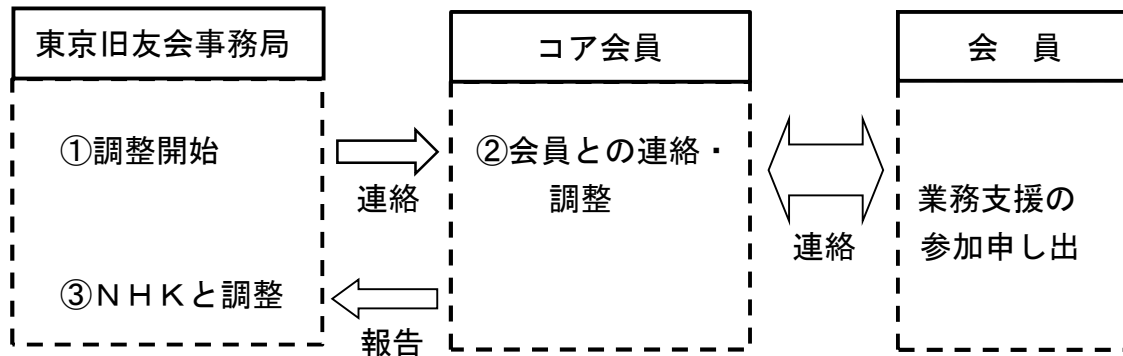 東京旧友会事務局
コア会員
会　員
①調整開始
連絡
②会員との連絡・
調整
連絡
業務支援の
参加申し出
③ＮＨＫと調整
報告